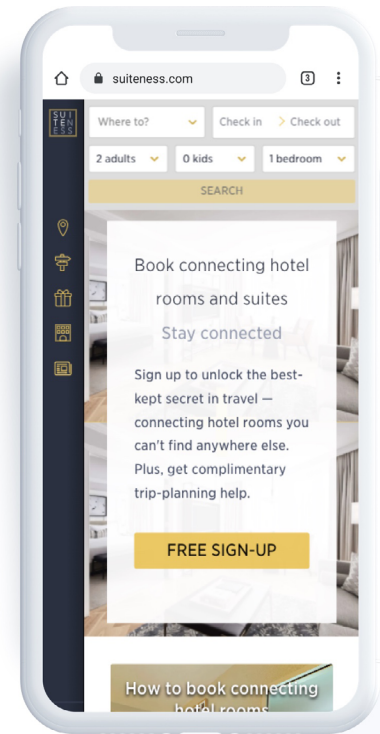 suiteness.com
3
SUI
TEN
ESS
Where to?
Check in > Check out
2 adults
0 kids
1 bedroom
SEARCH
Book connecting hotel
rooms and suites
Stay connected
Sign up to unlock the best-
kept secret in travel —
connecting hotel rooms you
can't find anywhere else.
Plus, get complimentary
trip-planning help.
FREE SIGN-UP
How to book connecting
hotel rooms